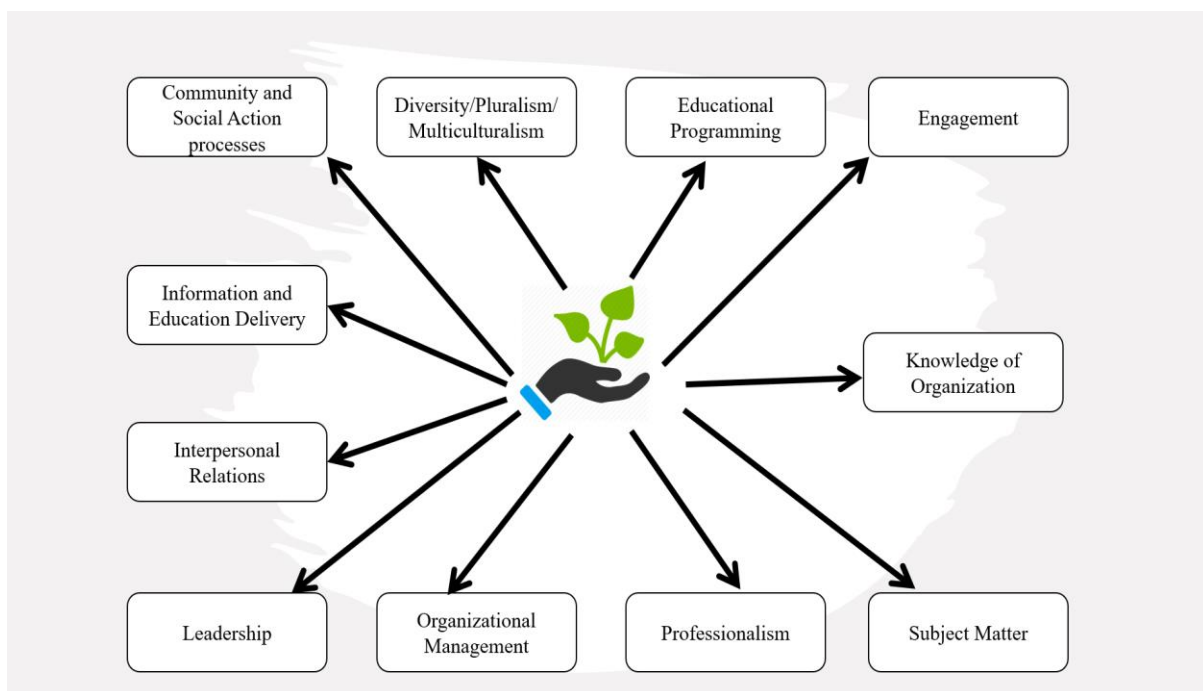 Community and
Social Action
processes
Diversity/Pluralism/
Multiculturalism
Educational
Programming
Engagement
Information and
Education Delivery
Knowledge of
Organization
Interpersonal
Relations
Leadership
Organizational
Management
Professionalism
Subject Matter